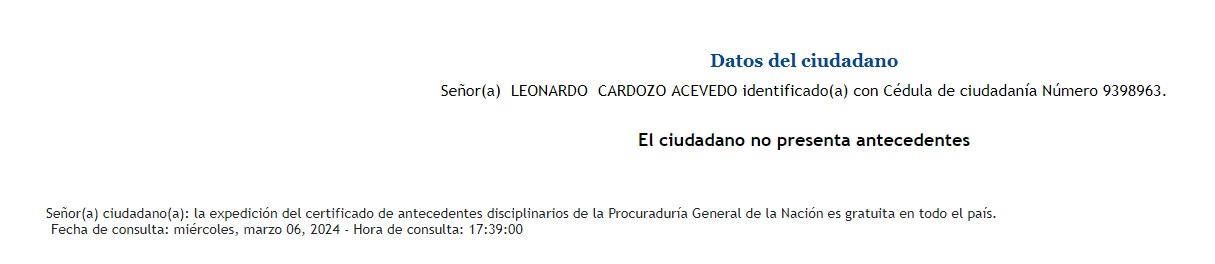 Datos del ciudadano
Señor(a) LEONARDO CARDOZO ACEVEDO identificado(a) con Cédula de ciudadanía Número 9398963.
El ciudadano no presenta antecedentes
Señor(a) ciudadano(a): la expedición del certificado de antecedentes disciplinarios de la Procuraduría General de la Nación es gratuita en todo el país.
Fecha de consulta: miércoles, marzo 06, 2024 - Hora de consulta: 17:39:00